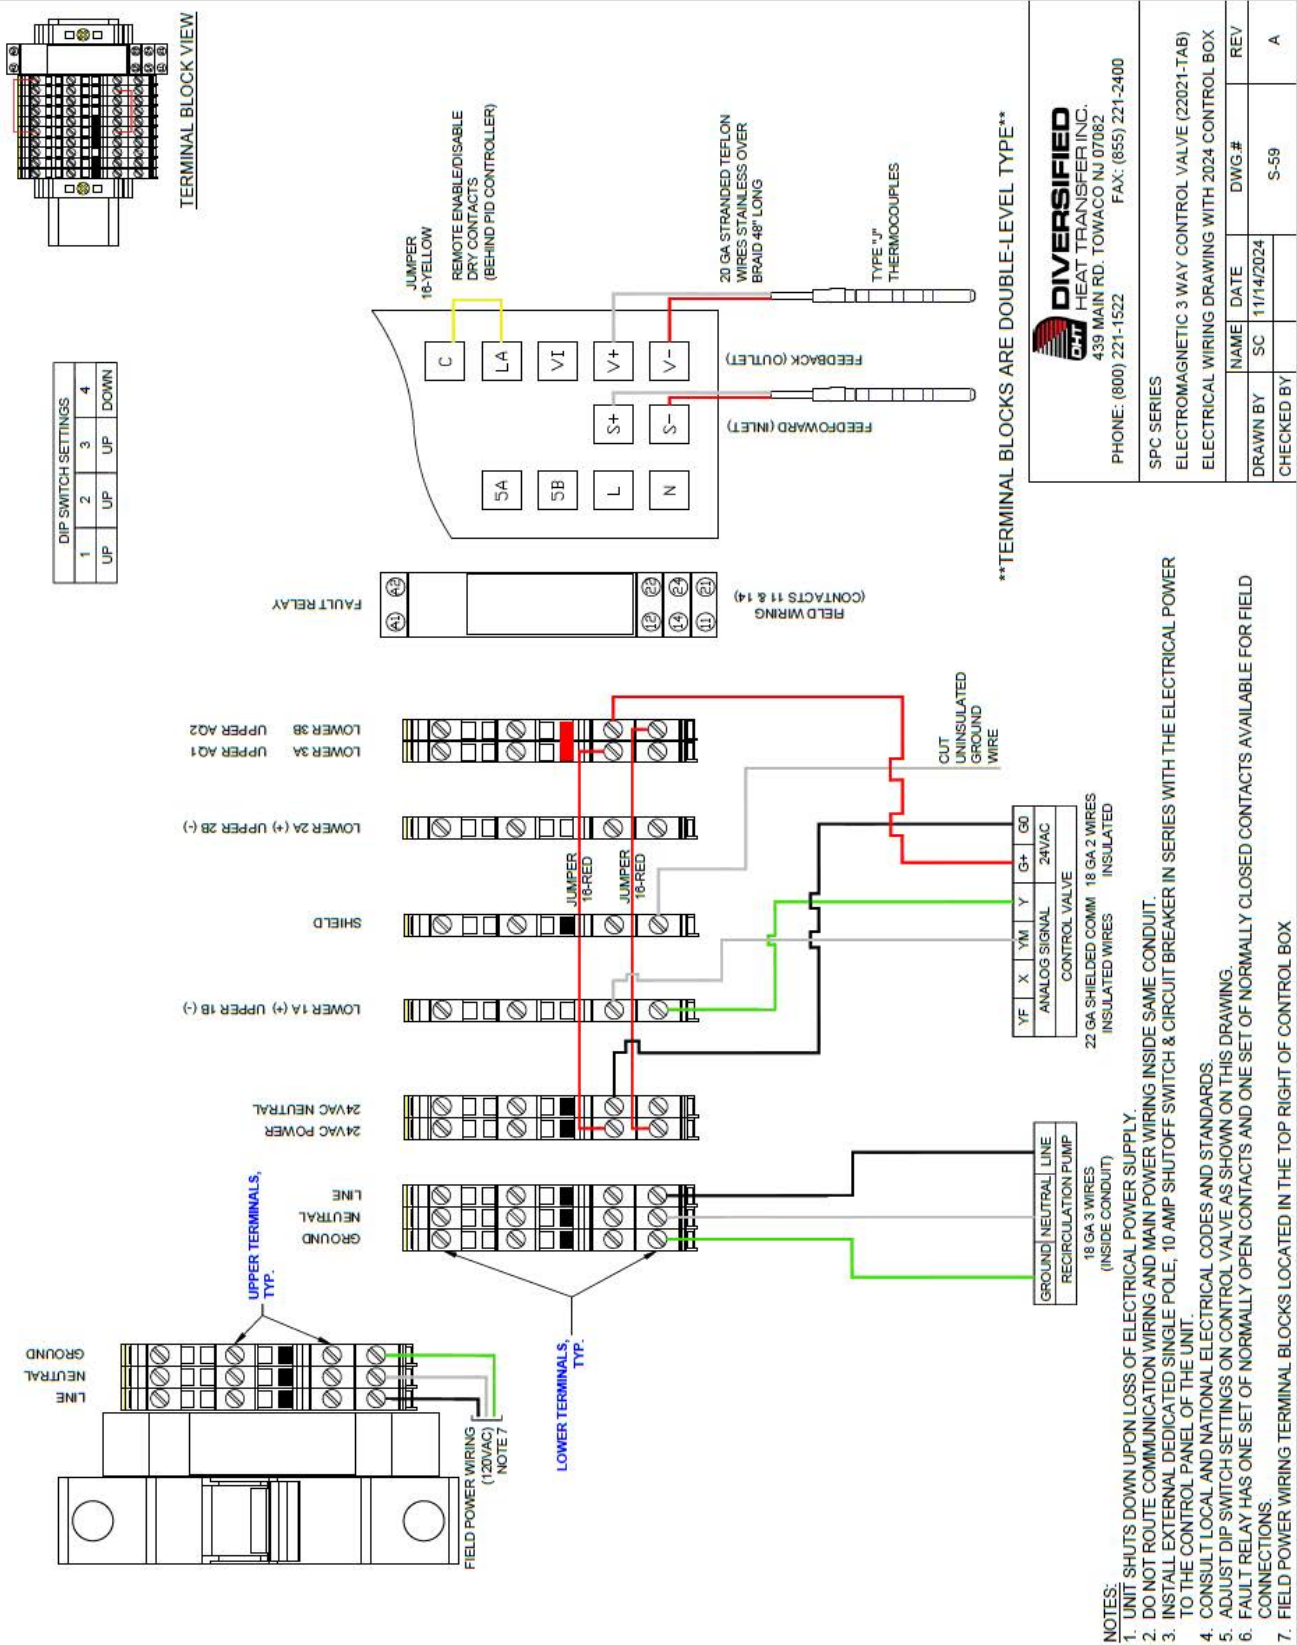 TERMINAL BLOCK VIEW
DIP SWITCH SETTINGS
1 2 3 4
UP UP UP DOWN
GROUND
NEUTRAL
LINE
UPPER TERMINALS,
TYP.
FIELD POWER WIRING
(120VAC)
NOTE 7
LOWER TERMINALS,
TYP.
LINE
NEUTRAL
GROUND
24VAC NEUTRAL
24VAC POWER
LOWER 1A (+) UPPER 1B (-)
SHIELD
LOWER 2A (+) UPPER 2B (-)
LOWER 3B UPPER AQ2
LOWER 3A UPPER AQ1
JUMPER
16-RED
JUMPER
16-RED
FAULT RELAY
A1 A2
12 22
14 24
11 21
FIELD WIRING
(CONTACTS 11 & 14)
JUMPER
16-YELLOW
REMOTE ENABLE/DISABLE
DRY CONTACTS
(BEHIND PID CONTROLLER)
C
LA
VI
V+
V-
S+
S-
5A
5B
L
N
FEEDBACK (OUTLET)
FEEDFOWARD (INLET)
20 GA STRANDED TEFLON
WIRES STAINLESS OVER
BRAID 48" LONG
TYPE "J"
THERMOCOUPLES
CUT
UNINSULATED
GROUND
WIRE
GROUND NEUTRAL LINE
RECIRCULATION PUMP
18 GA 3 WIRES
(INSIDE CONDUIT)
YF X YM Y G+ G0
ANALOG SIGNAL 24VAC
CONTROL VALVE
22 GA SHIELDED COMM 18 GA 2 WIRES
INSULATED WIRES INSULATED
**TERMINAL BLOCKS ARE DOUBLE-LEVEL TYPE**
NOTES:
1. UNIT SHUTS DOWN UPON LOSS OF ELECTRICAL POWER SUPPLY.
2. DO NOT ROUTE COMMUNICATION WIRING AND MAIN POWER WIRING INSIDE SAME CONDUIT.
3. INSTALL EXTERNAL DEDICATED SINGLE POLE, 10 AMP SHUTOFF SWITCH & CIRCUIT BREAKER IN SERIES WITH THE ELECTRICAL POWER
TO THE CONTROL PANEL OF THE UNIT.
4. CONSULT LOCAL AND NATIONAL ELECTRICAL CODES AND STANDARDS.
5. ADJUST DIP SWITCH SETTINGS ON CONTROL VALVE AS SHOWN ON THIS DRAWING.
6. FAULT RELAY HAS ONE SET OF NORMALLY OPEN CONTACTS AND ONE SET OF NORMALLY CLOSED CONTACTS AVAILABLE FOR FIELD
CONNECTIONS.
7. FIELD POWER WIRING TERMINAL BLOCKS LOCATED IN THE TOP RIGHT OF CONTROL BOX
DHT DIVERSIFIED
HEAT TRANSFER INC.
439 MAIN RD. TOWACO NJ 07082
PHONE: (800) 221-1522 FAX: (855) 221-2400
SPC SERIES
ELECTROMAGNETIC 3 WAY CONTROL VALVE (22021-TAB)
ELECTRICAL WIRING DRAWING WITH 2024 CONTROL BOX
NAME DATE DWG.# REV
DRAWN BY SC 11/14/2024 S-59 A
CHECKED BY